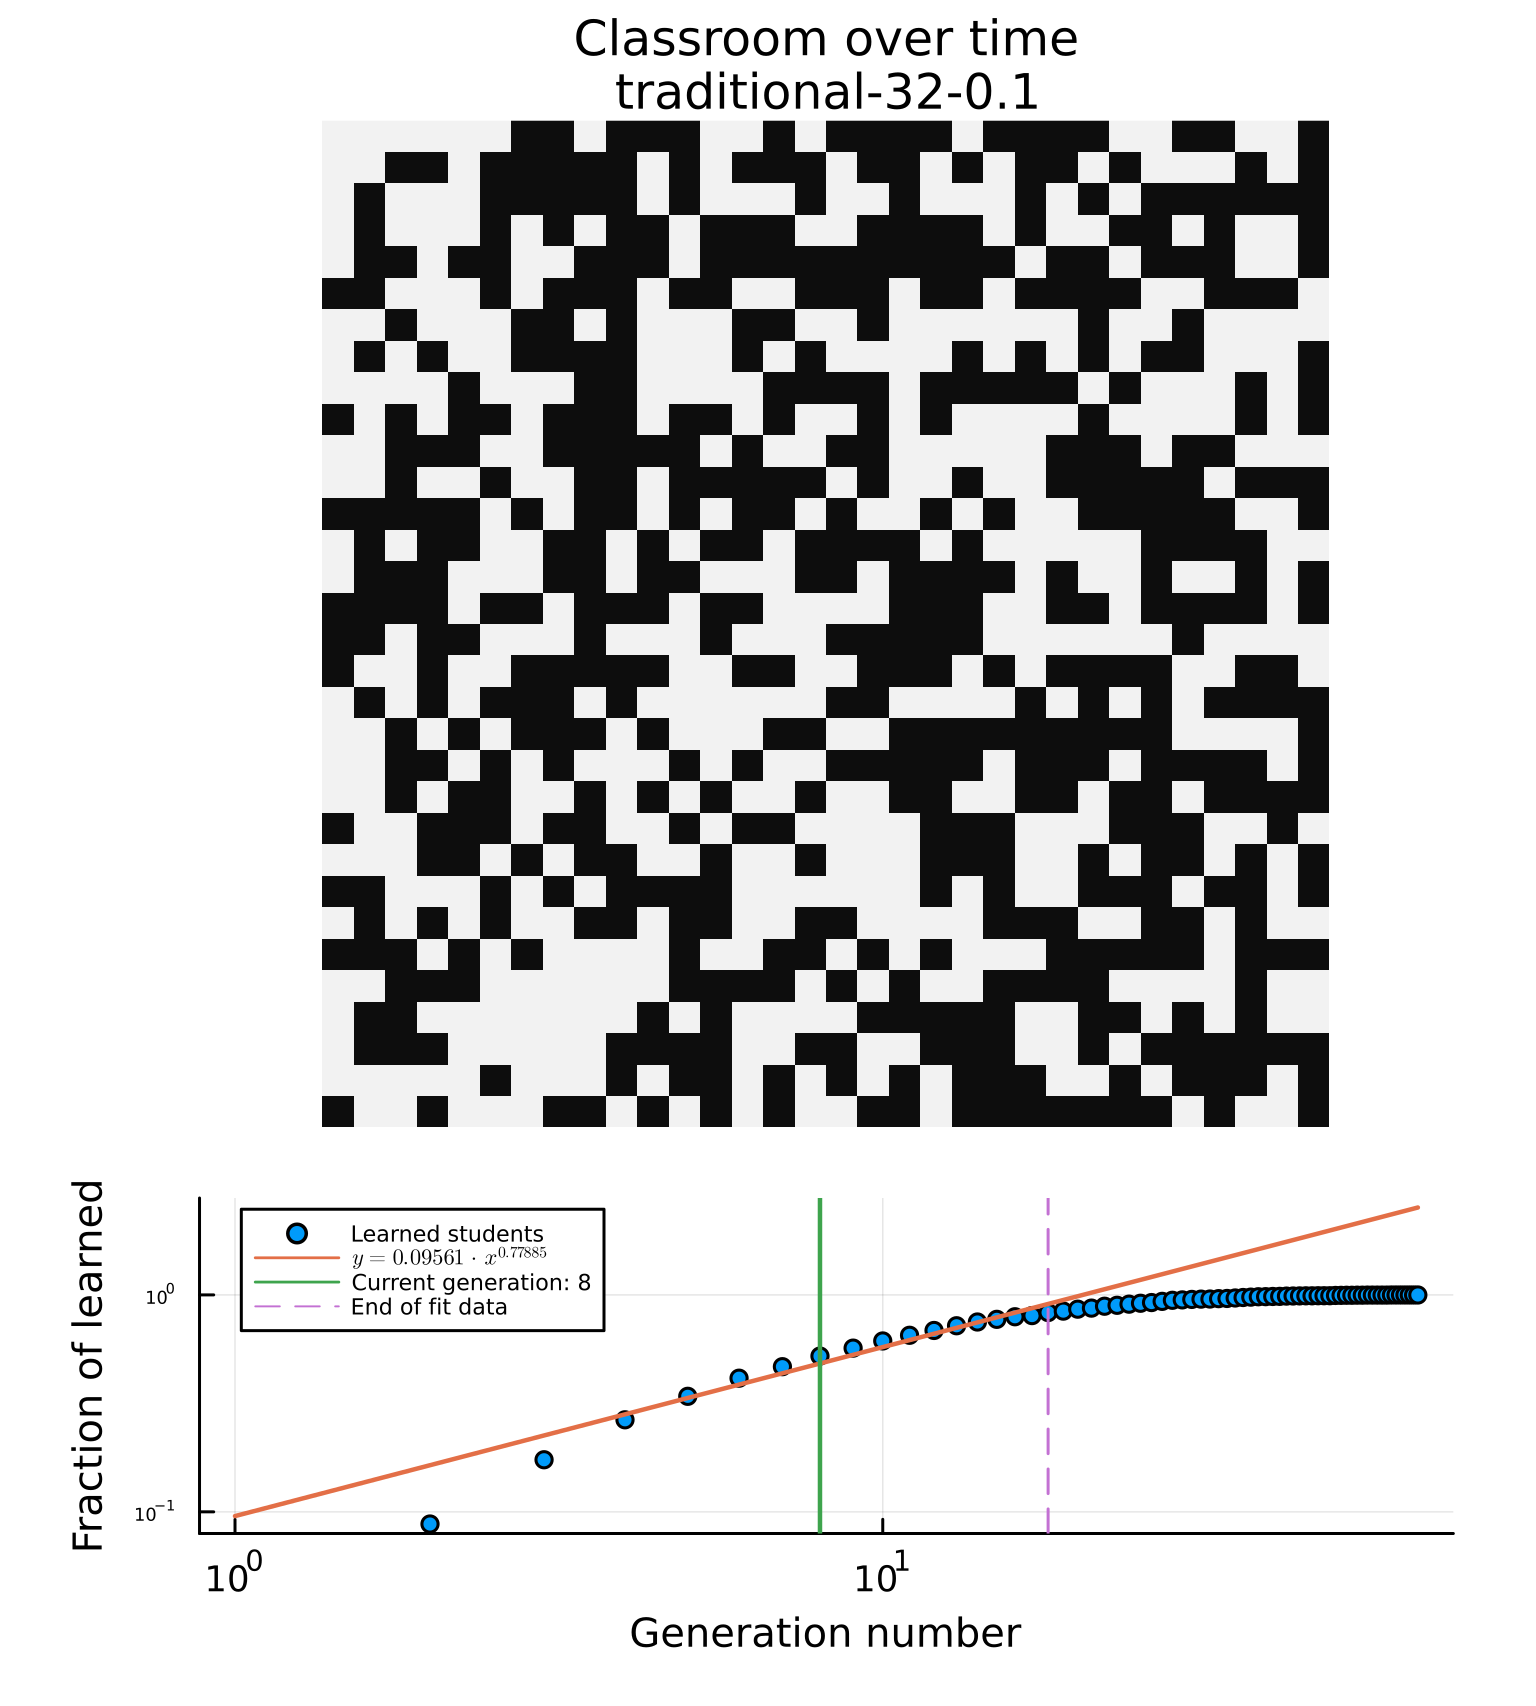 Classroom over time
traditional-32-0.1
Fraction of learned
Learned students
y = 0.09561 · x^0.77885
Current generation: 8
End of fit data
10^0
10^−1
10^0
10^1
Generation number